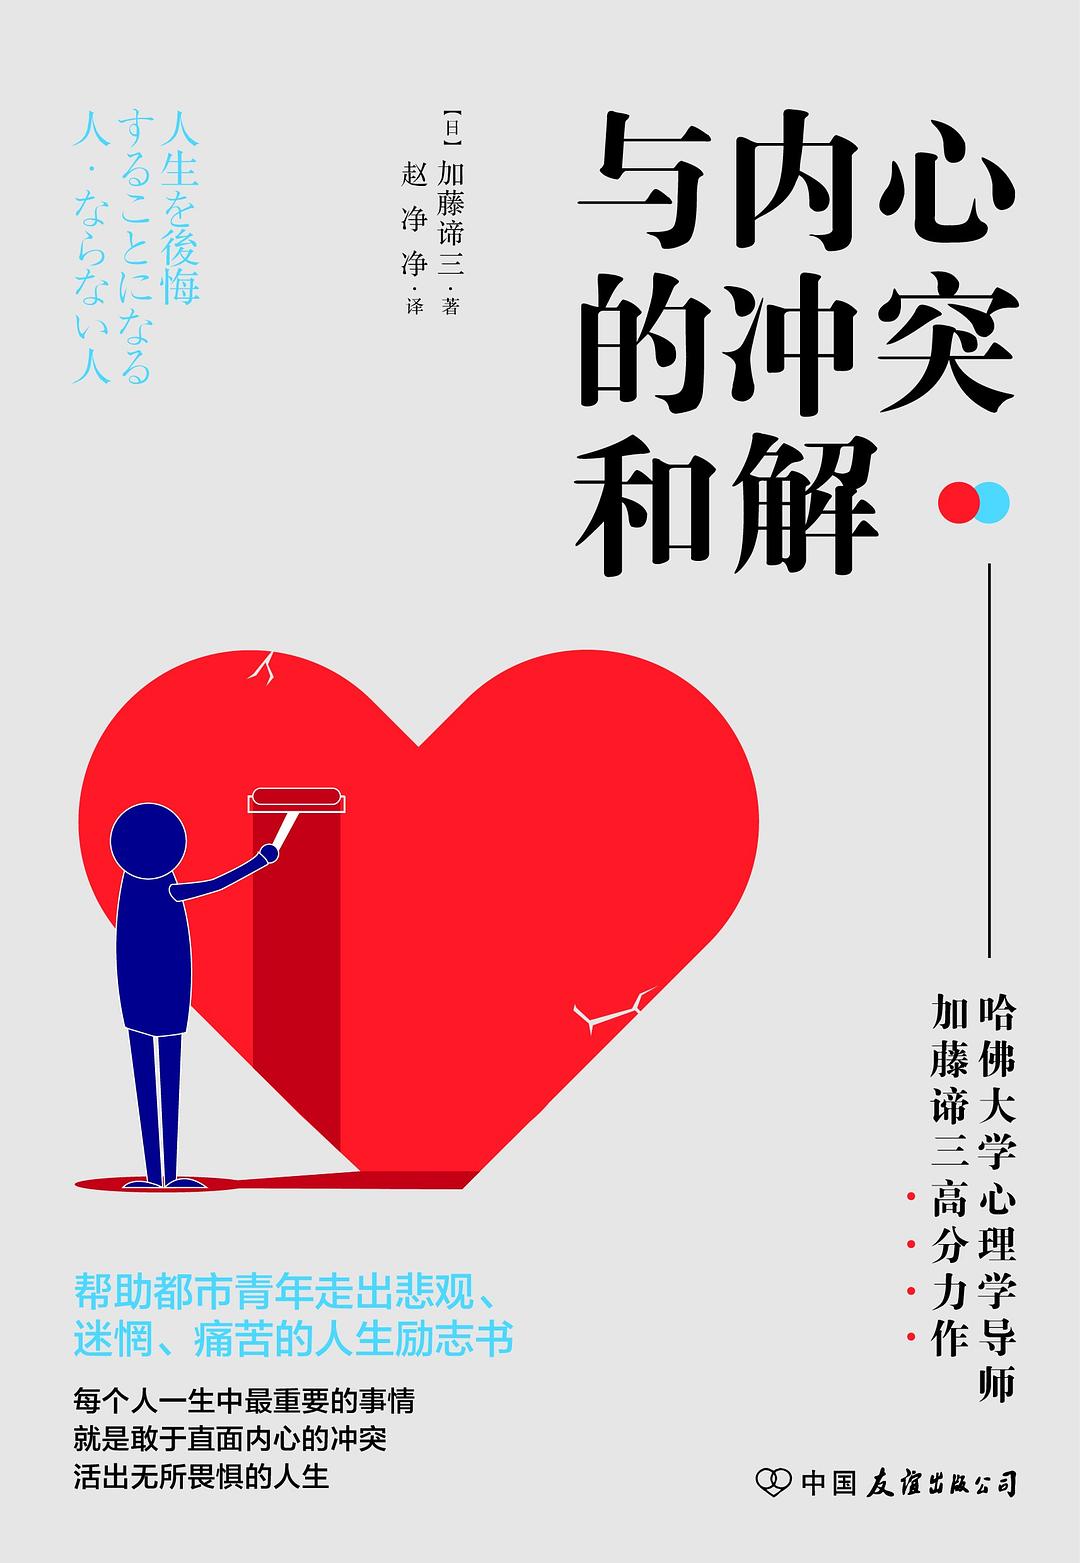 与内心
的冲突
和解
【日】加藤谛三·著
赵净净·译
人生を後悔
することになる
人·ならない人
哈佛大学心理学导师
加藤谛三高分力作
帮助都市青年走出悲观、
迷惘、痛苦的人生励志书
每个人一生中最重要的事情
就是敢于直面内心的冲突
活出无所畏惧的人生
中国友谊出版公司